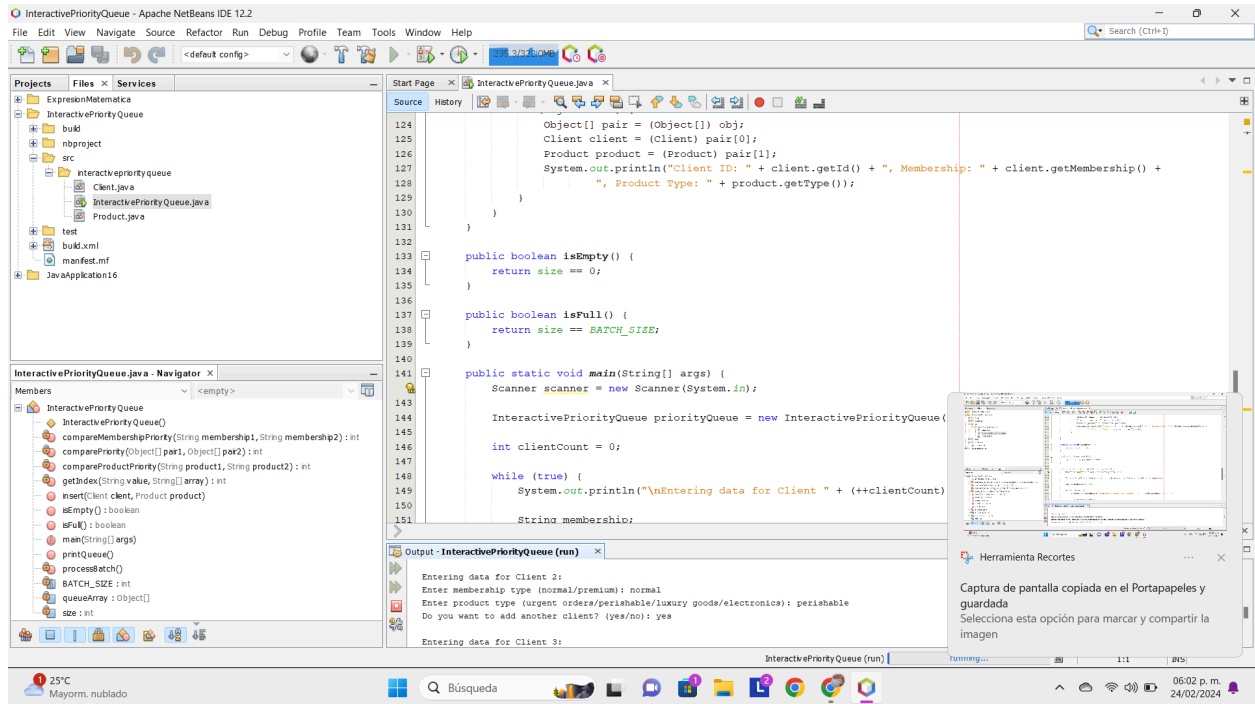 InteractivePriorityQueue - Apache NetBeans IDE 12.2
File Edit View Navigate Source Refactor Run Debug Profile Team Tools Window Help
Search (Ctrl+I)
<default config>
Projects Files Services
ExpresionMatematica
InteractivePriorityQueue
build
nbproject
src
interactivepriorityqueue
Client.java
InteractivePriorityQueue.java
Product.java
test
build.xml
manifest.mf
JavaApplication16
InteractivePriorityQueue.java - Navigator
Members <empty>
InteractivePriorityQueue
InteractivePriorityQueue()
compareMembershipPriority(String membership1, String membership2) : int
comparePriority(Object[] pair1, Object[] pair2) : int
compareProductPriority(String product1, String product2) : int
getIndex(String value, String[] array) : int
insert(Client client, Product product)
isEmpty() : boolean
isFull() : boolean
main(String[] args)
printQueue()
processBatch()
BATCH_SIZE : int
queueArray : Object[]
size : int
Start Page InteractivePriorityQueue.java
Source History
124 Object[] pair = (Object[]) obj;
125 Client client = (Client) pair[0];
126 Product product = (Product) pair[1];
127 System.out.println("Client ID: " + client.getId() + ", Membership: " + client.getMembership() +
128 ", Product Type: " + product.getType());
129 }
130 }
131 }
132
133 public boolean isEmpty() {
134 return size == 0;
135 }
136
137 public boolean isFull() {
138 return size == BATCH_SIZE;
139 }
140
141 public static void main(String[] args) {
Scanner scanner = new Scanner(System.in);
143
144 InteractivePriorityQueue priorityQueue = new InteractivePriorityQueue(
145
146 int clientCount = 0;
147
148 while (true) {
149 System.out.println("\nEntering data for Client " + (++clientCount)
150
151 String membership;
Output - InteractivePriorityQueue (run)
Entering data for Client 2:
Enter membership type (normal/premium): normal
Enter product type (urgent orders/perishable/luxury goods/electronics): perishable
Do you want to add another client? (yes/no): yes
Entering data for Client 3:
Herramienta Recortes
Captura de pantalla copiada en el Portapapeles y
guardada
Selecciona esta opción para marcar y compartir la
imagen
InteractivePriorityQueue (run) running... 1:1 INS
1
25°C
Mayorm. nublado
Búsqueda
1
2
06:02 p. m.
24/02/2024